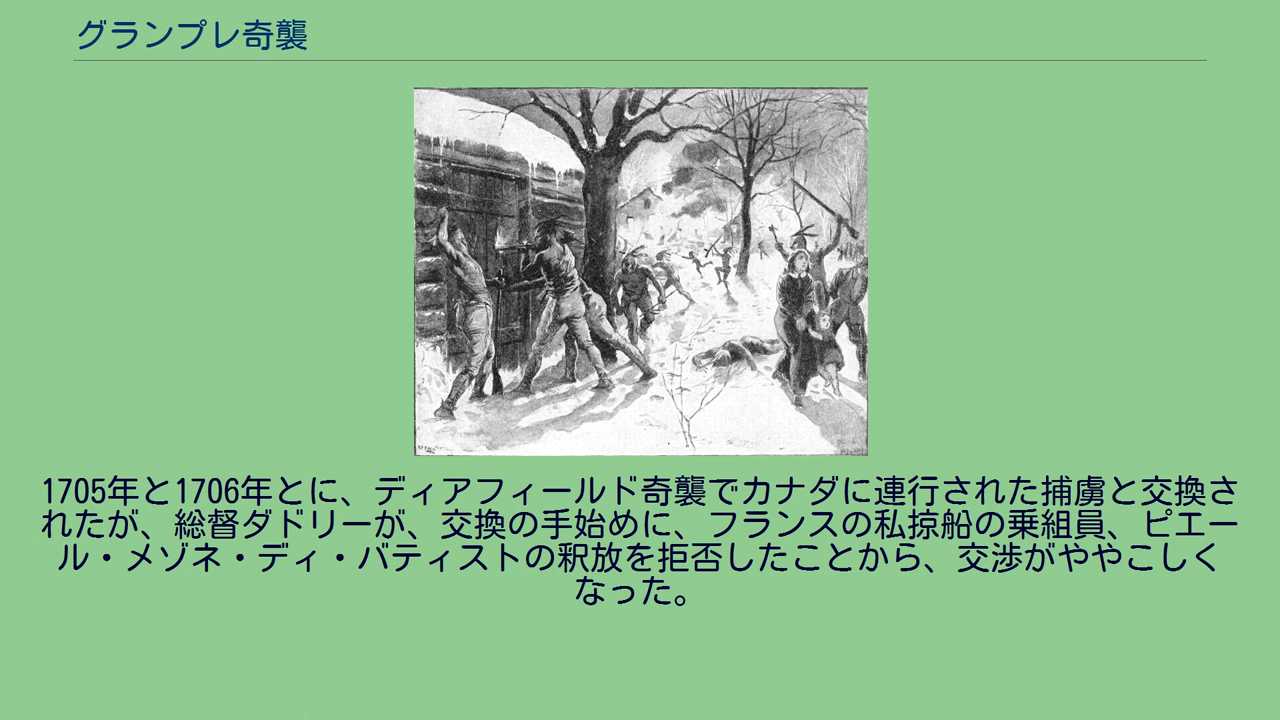 グランプレ奇襲
1705年と1706年とに、ディアフィールド奇襲でカナダに連行された捕虜と交換さ
れたが、総督ダドリーが、交換の手始めに、フランスの私掠船の乗組員、ピエー
ル・メゾネ・ディ・バティストの釈放を拒否したことから、交渉がややこしく
なった。